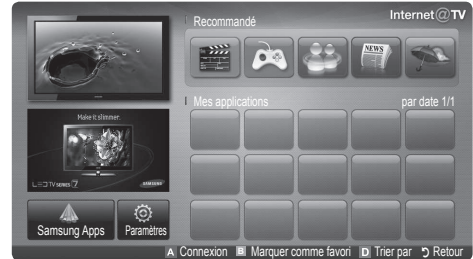 Internet@TV
Recommandé
NEWS
Mes applications par date 1/1
Make it slimmer.
LED TV SERIES 7 SAMSUNG
Samsung Apps Paramètres
A Connexion B Marquer comme favori D Trier par Retour